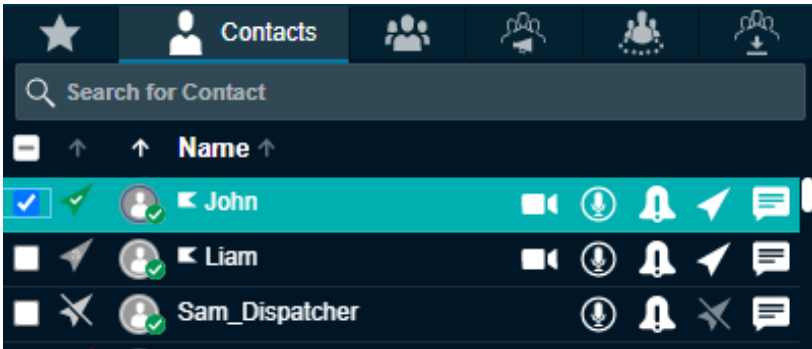 Contacts
Search for Contact
Name
John
Liam
Sam_Dispatcher